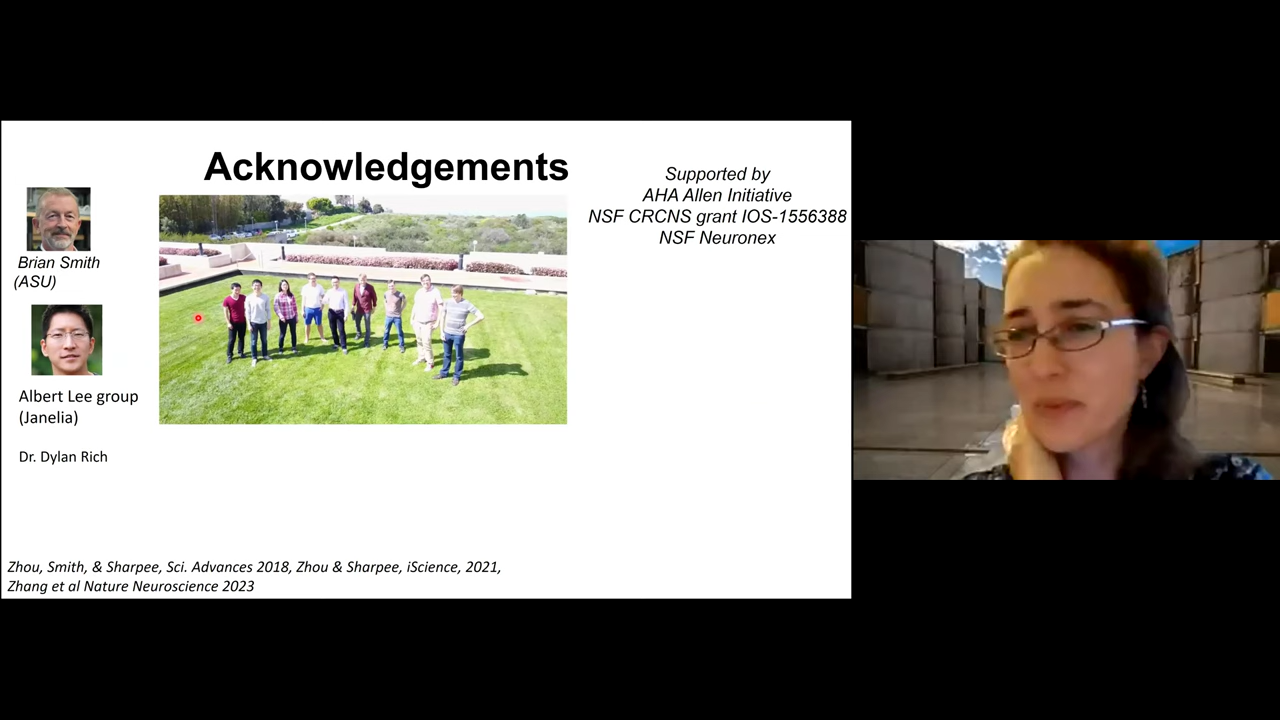 Acknowledgements
Brian Smith
(ASU)
Albert Lee group
(Janelia)
Dr. Dylan Rich
Supported by
AHA Allen Initiative
NSF CRCNS grant IOS-1556388
NSF Neuronex
Zhou, Smith, & Sharpee, Sci. Advances 2018, Zhou & Sharpee, iScience, 2021,
Zhang et al Nature Neuroscience 2023